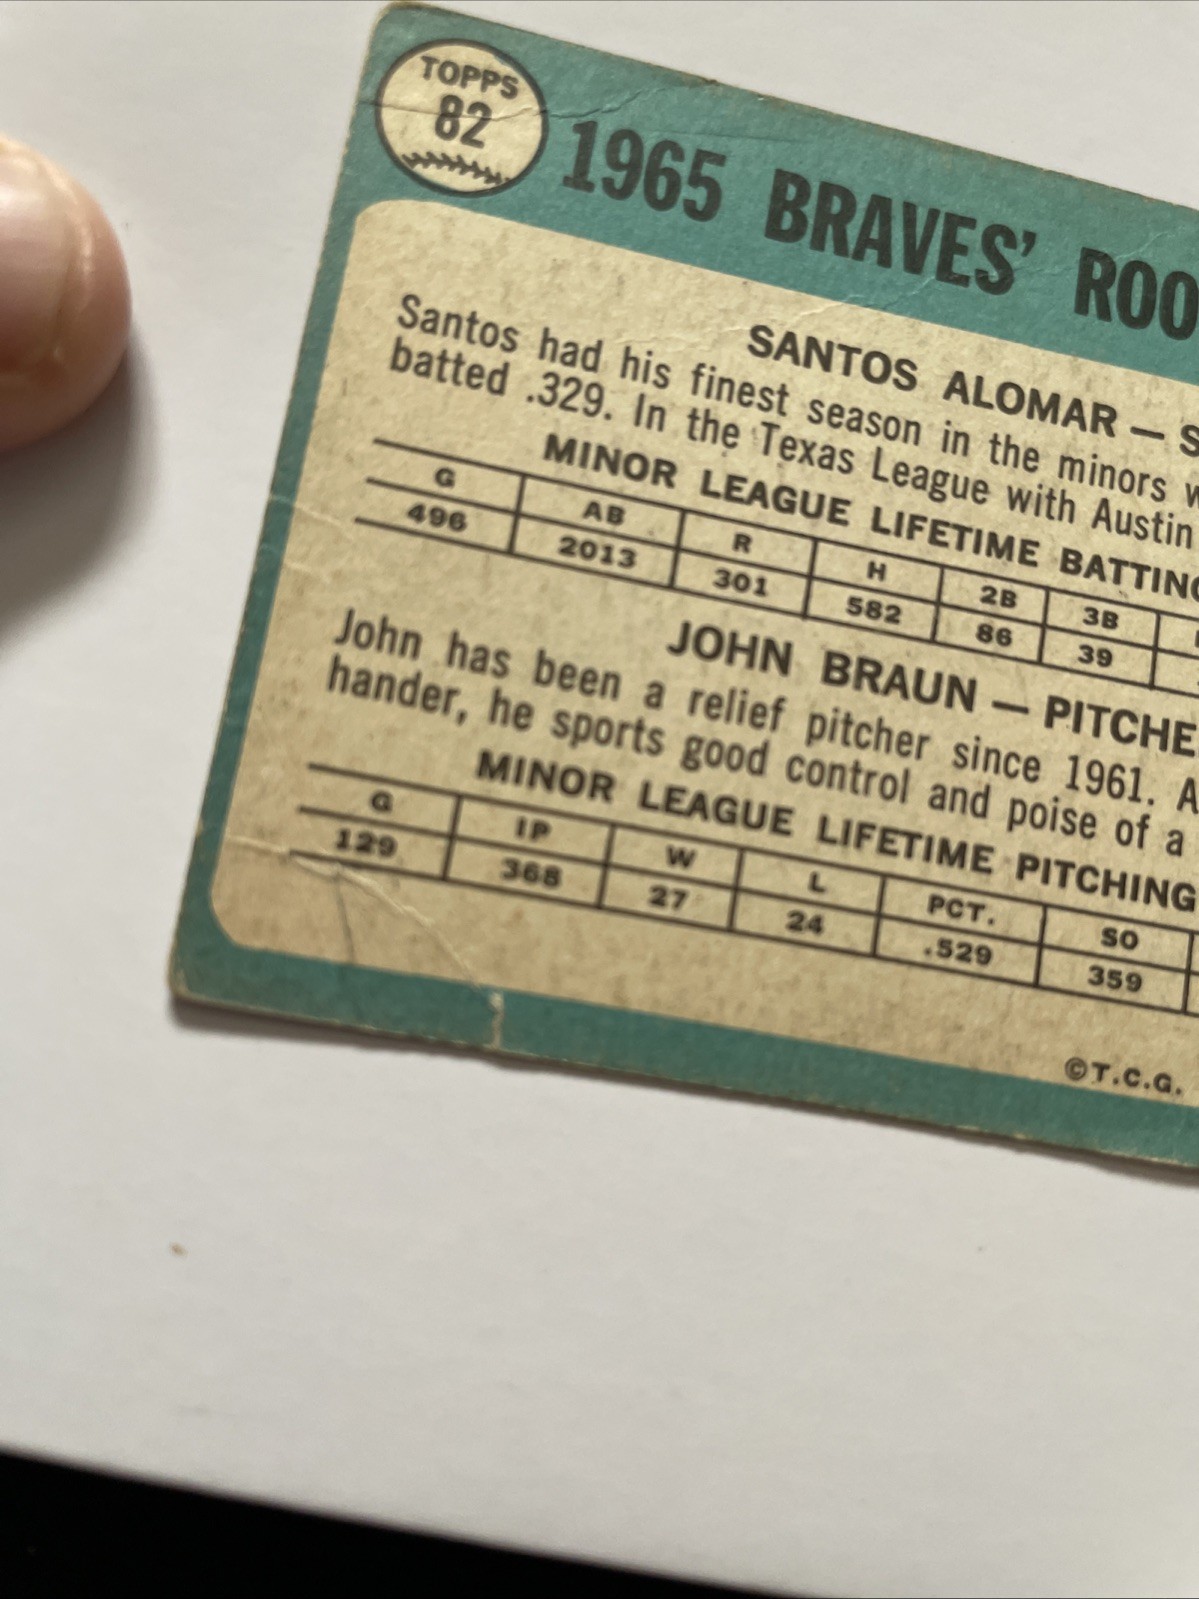 TOPPS
82
1965 BRAVES' ROO
SANTOS ALOMAR — S
Santos had his finest season in the minors w
batted .329. In the Texas League with Austin
MINOR LEAGUE LIFETIME BATTING
G AB R H 2B 3B
496 2013 301 582 86 39
JOHN BRAUN — PITCHE
John has been a relief pitcher since 1961. A
hander, he sports good control and poise of a
MINOR LEAGUE LIFETIME PITCHING
G IP W L PCT. SO
129 368 27 24 .529 359
©T.C.G.